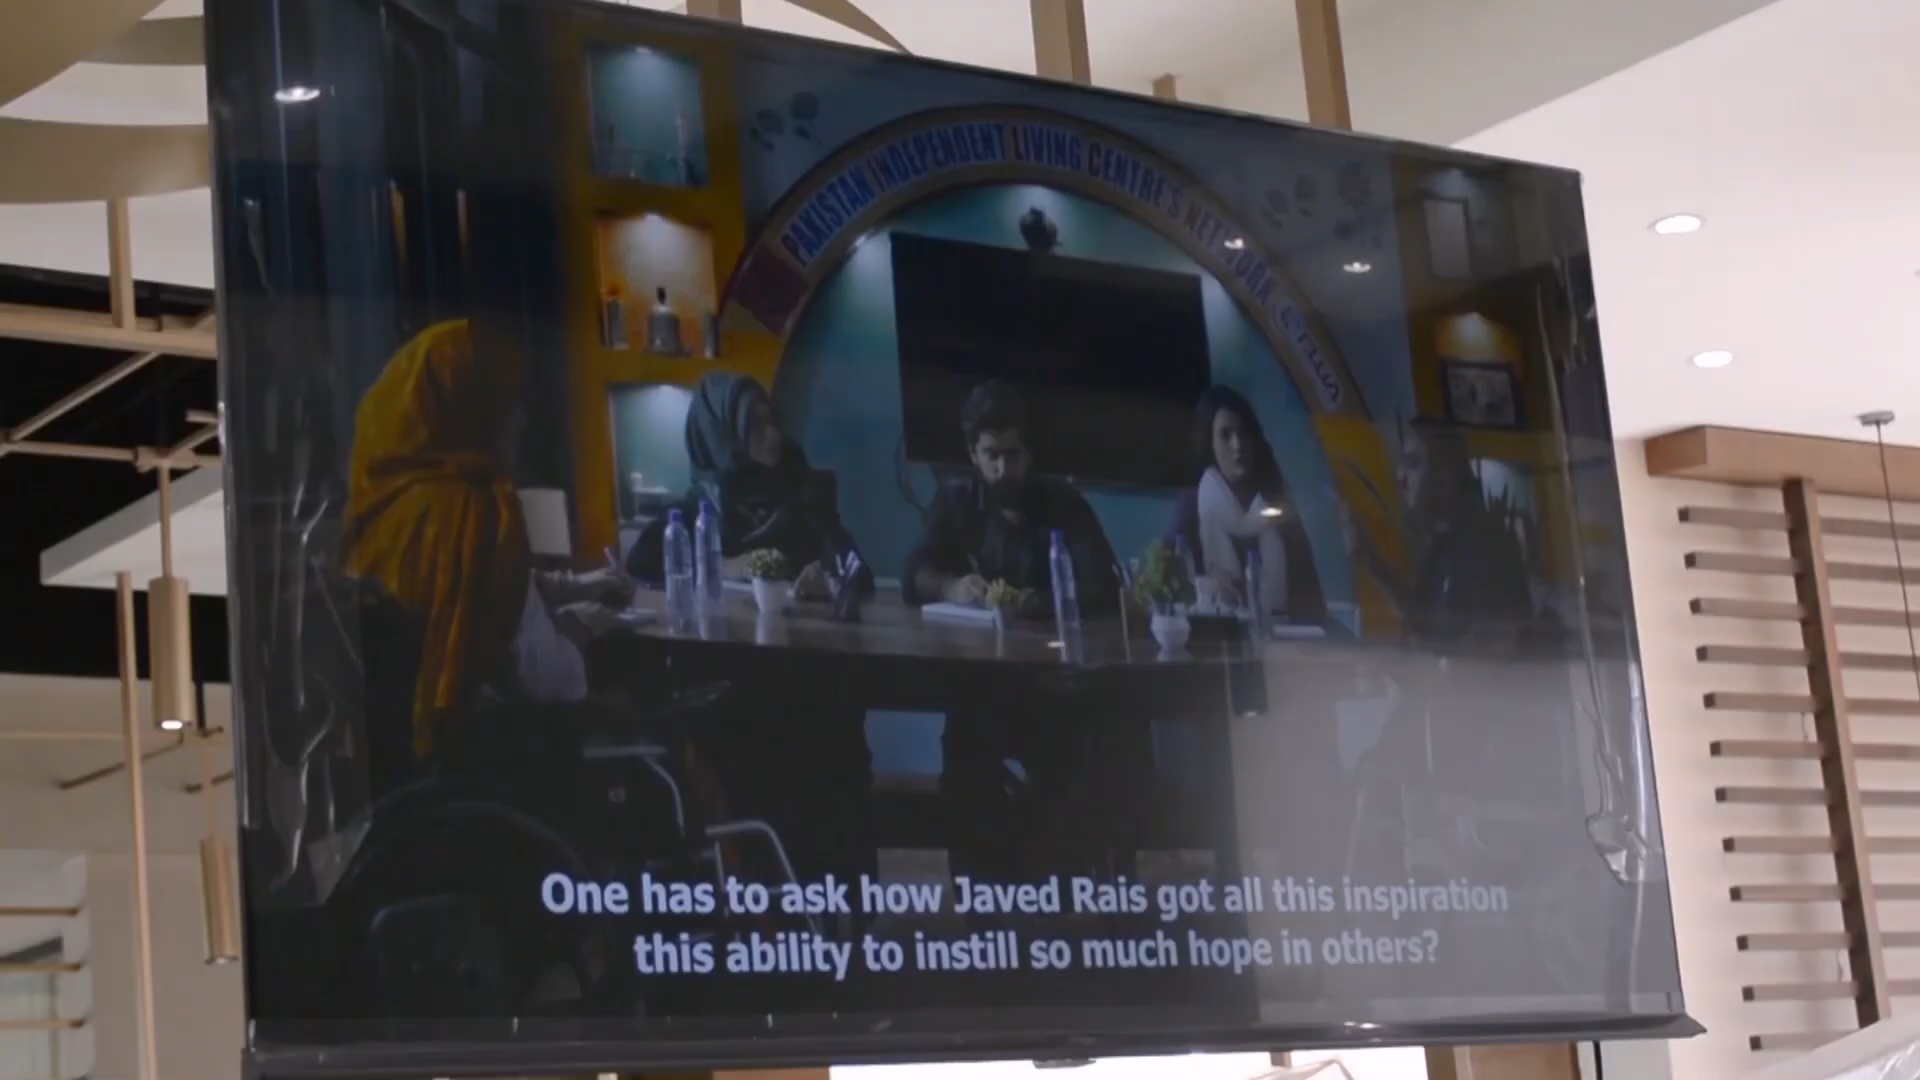 PAKISTAN INDEPENDENT LIVING CENTRE'S NETWORK
One has to ask how Javed Rais got all this inspiration
this ability to instill so much hope in others?